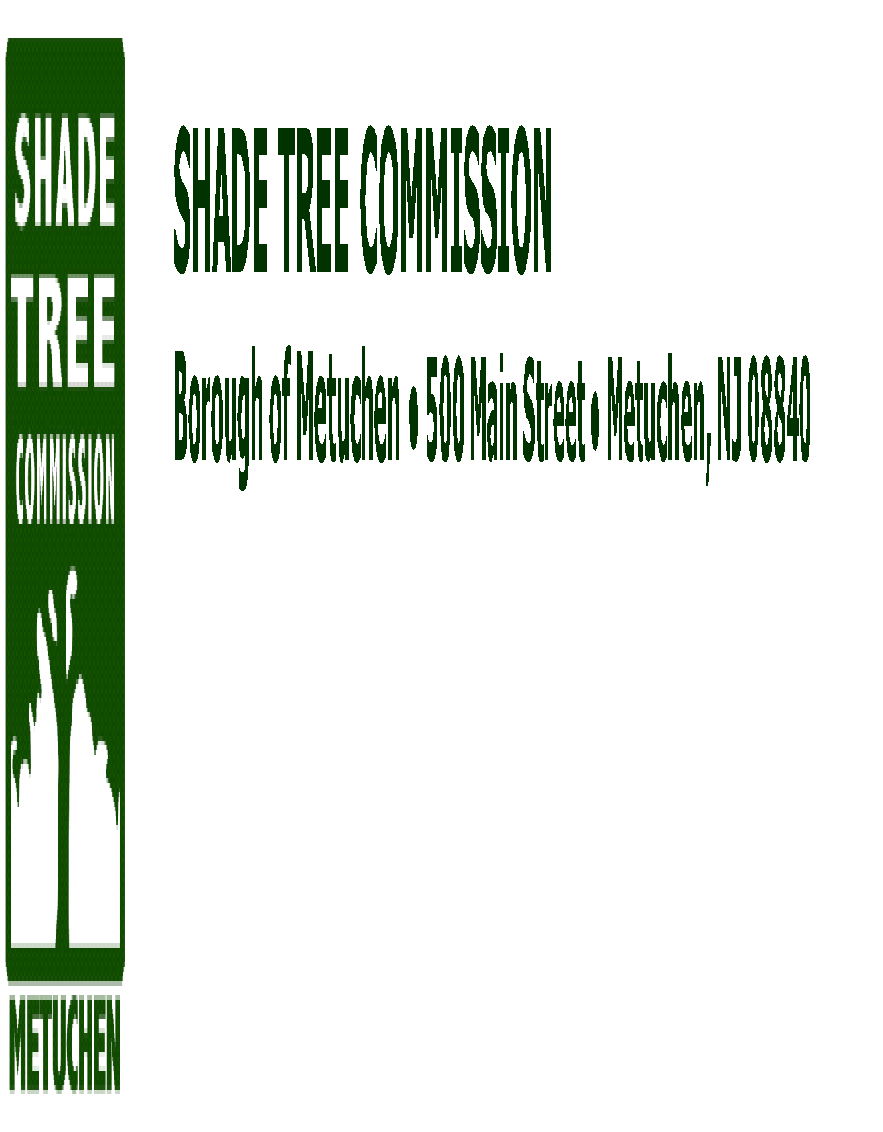 SHADE
TREE
COMMISSION
METUCHEN
SHADE TREE COMMISSION
Borough of Metuchen • 500 Main Street • Metuchen, NJ 08840